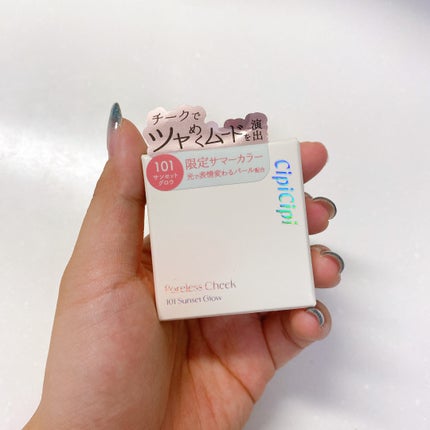 チークで
ツヤめくムードを演出
101
サンセット
グロウ
限定サマーカラー
光で表情変わるパール配合
CipiCipi
Poreless Cheek
101 Sunset Glow